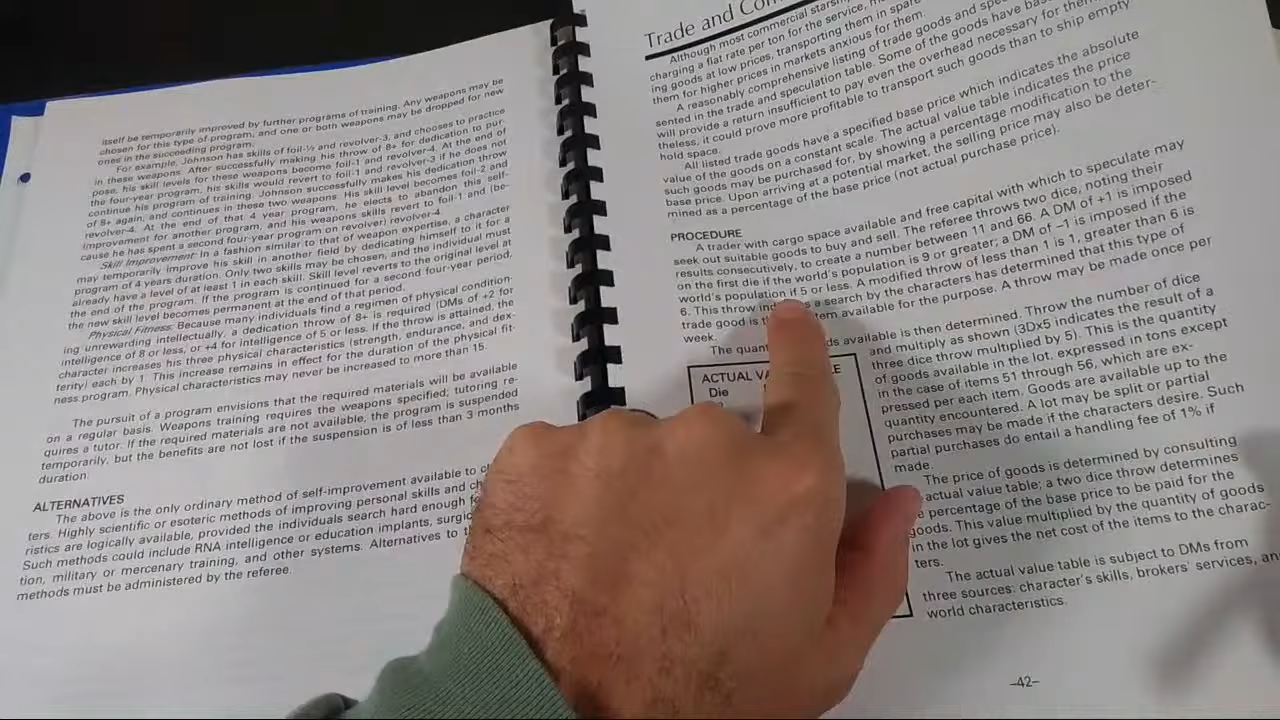 itself be temporarily improved by further programs of training. Any weapons may be
chosen for this type of program, and one or both weapons may be dropped for new
ones in the succeeding program.
For example, Johnson has skills of foil-½ and revolver-3, and chooses to practice
in these weapons. After successfully making his throw of 8+ for dedication to pur-
pose, his skill levels for these weapons become foil-1 and revolver-4. At the end of
the four-year program, his skills would revert to foil-1 and revolver-3 if he does not
continue his program of training. Johnson successfully makes his dedication throw
of 8+ again, and continues in these two weapons. His skill level becomes foil-2 and
revolver-4. At the end of that 4 year program, he elects to abandon this self-
improvement for another program, and his weapons skills revert to foil-1 and (be-
cause he has spent a second four-year program on revolver) revolver-4.
Skill Improvement: In a fashion similar to that of weapon expertise, a character
may temporarily improve his skill in another field by dedicating himself to it for a
program of 4 years duration. Only two skills may be chosen, and the individual must
already have a level of at least 1 in each. Skill level reverts to the original level at
the end of the program. If the program is continued for a second four-year period,
the new skill level becomes permanent at the end of that period.
Physical Fitness: Because many individuals find a regimen of physical condition-
ing unrewarding intellectually, a dedication throw of 8+ is required (DMs of +2 for
intelligence of 8 or less, or +4 for intelligence of 5 or less. If the throw is attained, the
character increases his three physical characteristics (strength, endurance, and dex-
terity) each by 1. This increase remains in effect for the duration of the physical fit-
ness program. Physical characteristics may never be increased to more than 15.
The pursuit of a program envisions that the required materials will be available
on a regular basis. Weapons training requires the weapons specified; tutoring re-
quires a tutor. If the required materials are not available, the program is suspended
temporarily, but the benefits are not lost if the suspension is of less than 3 months
duration.
ALTERNATIVES
The above is the only ordinary method of self-improvement available to
ters. Highly scientific or esoteric methods of improving personal skills and
ristics are logically available, provided the individuals search hard enough
Such methods could include RNA intelligence or education implants,
tion, military or mercenary training, and other systems. Alternatives to
methods must be administered by the referee.
Trade and
Although most commercial
charging a flat rate per ton for the service,
ing goods at low prices, transporting them in
them for higher prices in markets anxious for them.
A reasonably comprehensive listing of trade goods and
sented in the trade and speculation table. Some of the goods have
will provide a return insufficient to pay even the overhead necessary for
theless, it could prove more profitable to transport such goods than to ship empty
hold space.
All listed trade goods have a specified base price which indicates the absolute
value of the goods on a constant scale. The actual value table indicates the price
such goods may be purchased for, by showing a percentage modification to the
base price. Upon arriving at a potential market, the selling price may also be deter-
mined as a percentage of the base price (not actual purchase price).
PROCEDURE
A trader with cargo space available and free capital with which to speculate may
seek out suitable goods to buy and sell. The referee throws two dice, noting their
results consecutively, to create a number between 11 and 66. A DM of +1 is imposed
on the first die if the world's population is 9 or greater; a DM of –1 is imposed if the
world's population if 5 or less. A modified throw of less than 1 is 1, greater than 6 is
6. This throw a search by the characters has determined that this type of
trade good is item available for the purpose. A throw may be made once per
week.
The available is then determined. Throw the number of dice
and multiply as shown (3Dx5 indicates the result of a
three dice throw multiplied by 5). This is the quantity
of goods available in the lot, expressed in tons except
in the case of items 51 through 56, which are ex-
pressed per each item. Goods are available up to the
quantity encountered. A lot may be split or partial
purchases may be made if the characters desire. Such
partial purchases do entail a handling fee of 1% if
made.
The price of goods is determined by consulting
actual value table; a two dice throw determines
percentage of the base price to be paid for the
goods. This value multiplied by the quantity of goods
in the lot gives the net cost of the items to the charac-
ters.
The actual value table is subject to DMs from
three sources: character's skills, brokers' services, and
world characteristics.
ACTUAL
Die
–42–